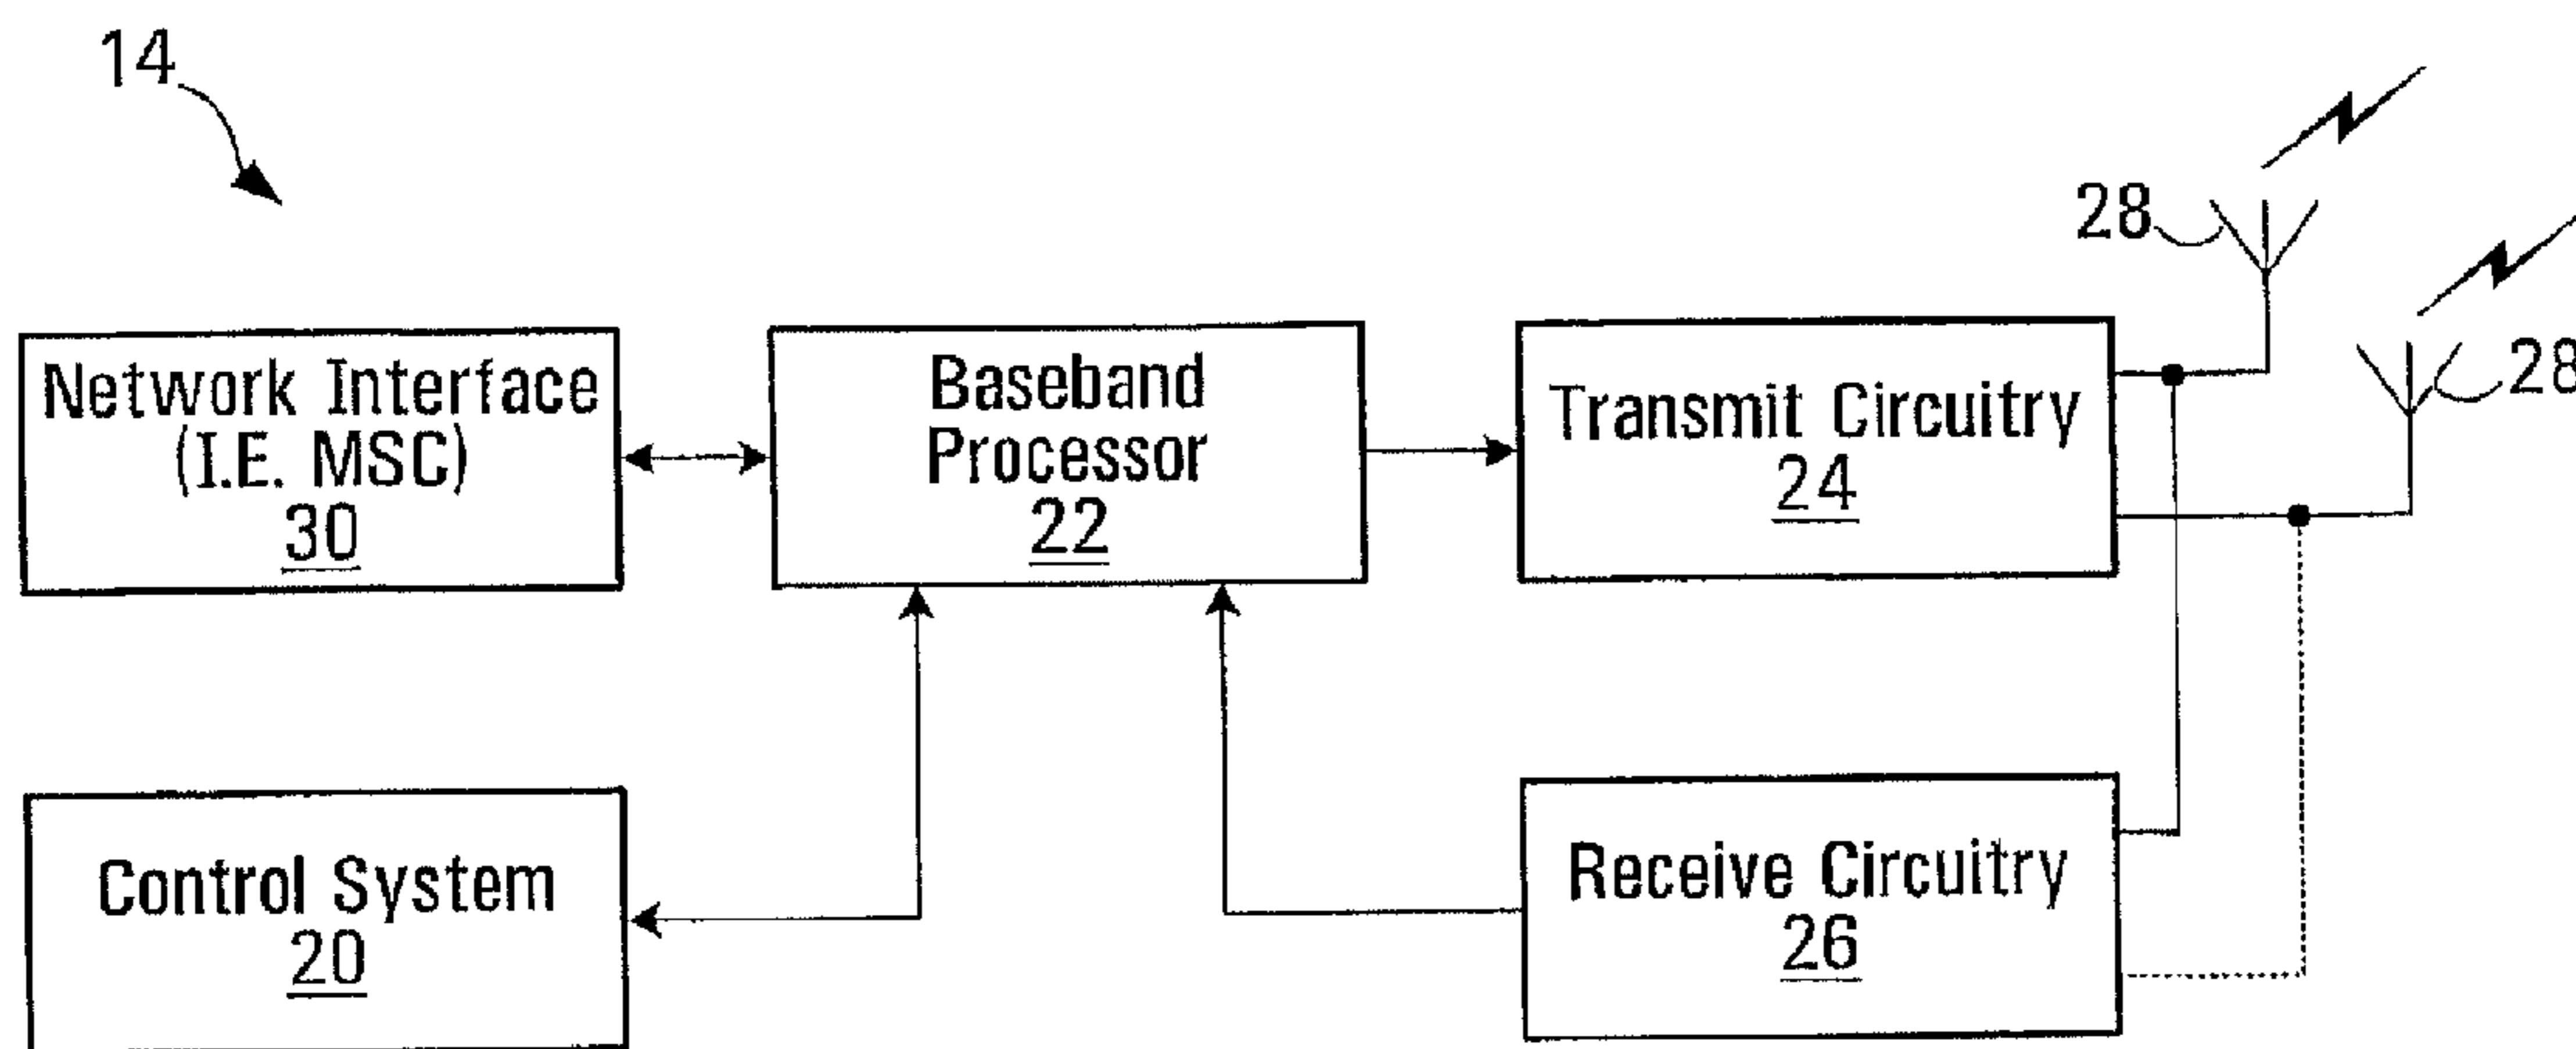 14
28
28
Network Interface
(I.E. MSC)
30
Baseband
Processor
22
Transmit Circuitry
24
Control System
20
Receive Circuitry
26